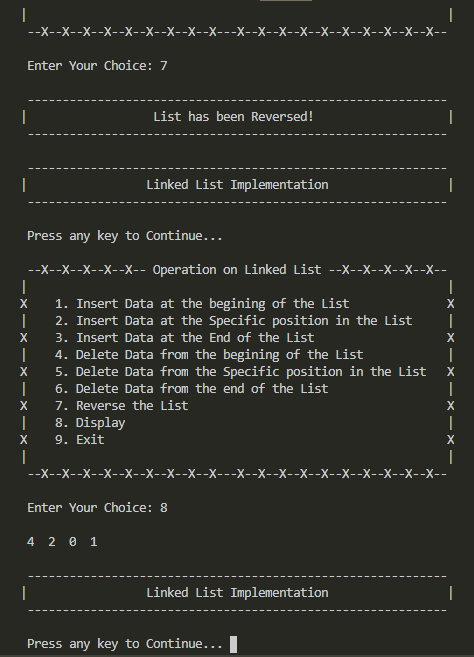 |                                                            |
--X--X--X--X--X--X--X--X--X---X--X--X--X--X--X--X--X--X--X--
Enter Your Choice: 7
------------------------------------------------------------
|                  List has been Reversed!                   |
------------------------------------------------------------
------------------------------------------------------------
|                 Linked List Implementation                 |
------------------------------------------------------------
Press any key to Continue...
--X--X--X--X--X-- Operation on Linked List --X--X--X--X--X--
|                                                            |
X    1. Insert Data at the begining of the List              X
|    2. Insert Data at the Specific position in the List     |
X    3. Insert Data at the End of the List                   X
|    4. Delete Data from the begining of the List            |
X    5. Delete Data from the Specific position in the List   X
|    6. Delete Data from the end of the List                 |
X    7. Reverse the List                                     X
|    8. Display                                              |
X    9. Exit                                                 X
|                                                            |
--X--X--X--X--X--X--X--X--X---X--X--X--X--X--X--X--X--X--X--
Enter Your Choice: 8
4  2  0  1
------------------------------------------------------------
|                 Linked List Implementation                 |
------------------------------------------------------------
Press any key to Continue...